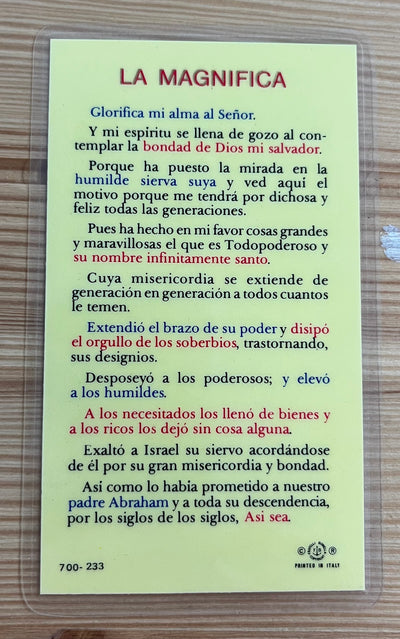 LA MAGNIFICA
Glorifica mi alma al Señor.
Y mi espíritu se llena de gozo al con-
templar la bondad de Dios mi salvador.
Porque ha puesto la mirada en la
humilde sierva suya y ved aquí el
motivo porque me tendrá por dichosa y
feliz todas las generaciones.
Pues ha hecho en mi favor cosas grandes
y maravillosas el que es Todopoderoso y
su nombre infinitamente santo.
Cuya misericordia se extiende de
generación en generación a todos cuantos
le temen.
Extendió el brazo de su poder y disipó
el orgullo de los soberbios, trastornando,
sus designios.
Desposeyó a los poderosos; y elevó
a los humildes.
A los necesitados los llenó de bienes y
a los ricos los dejó sin cosa alguna.
Exaltó a Israel su siervo acordándose
de él por su gran misericordia y bondad.
Así como lo había prometido a nuestro
padre Abraham y a toda su descendencia,
por los siglos de los siglos, Asi sea.
© ®
700-233 PRINTED IN ITALY